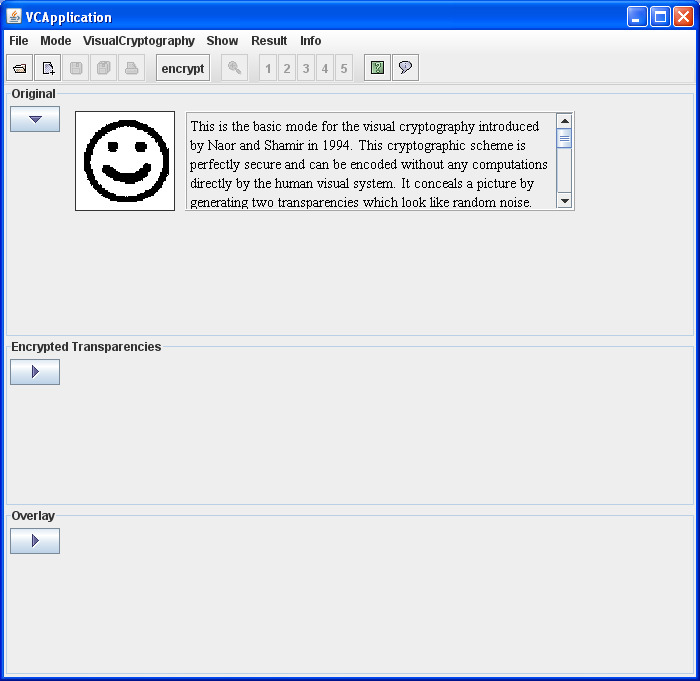 VCApplication
File Mode VisualCryptography Show Result Info
encrypt 1 2 3 4 5 ?
Original
This is the basic mode for the visual cryptography introduced
by Naor and Shamir in 1994. This cryptographic scheme is
perfectly secure and can be encoded without any computations
directly by the human visual system. It conceals a picture by
generating two transparencies which look like random noise.
Encrypted Transparencies
Overlay